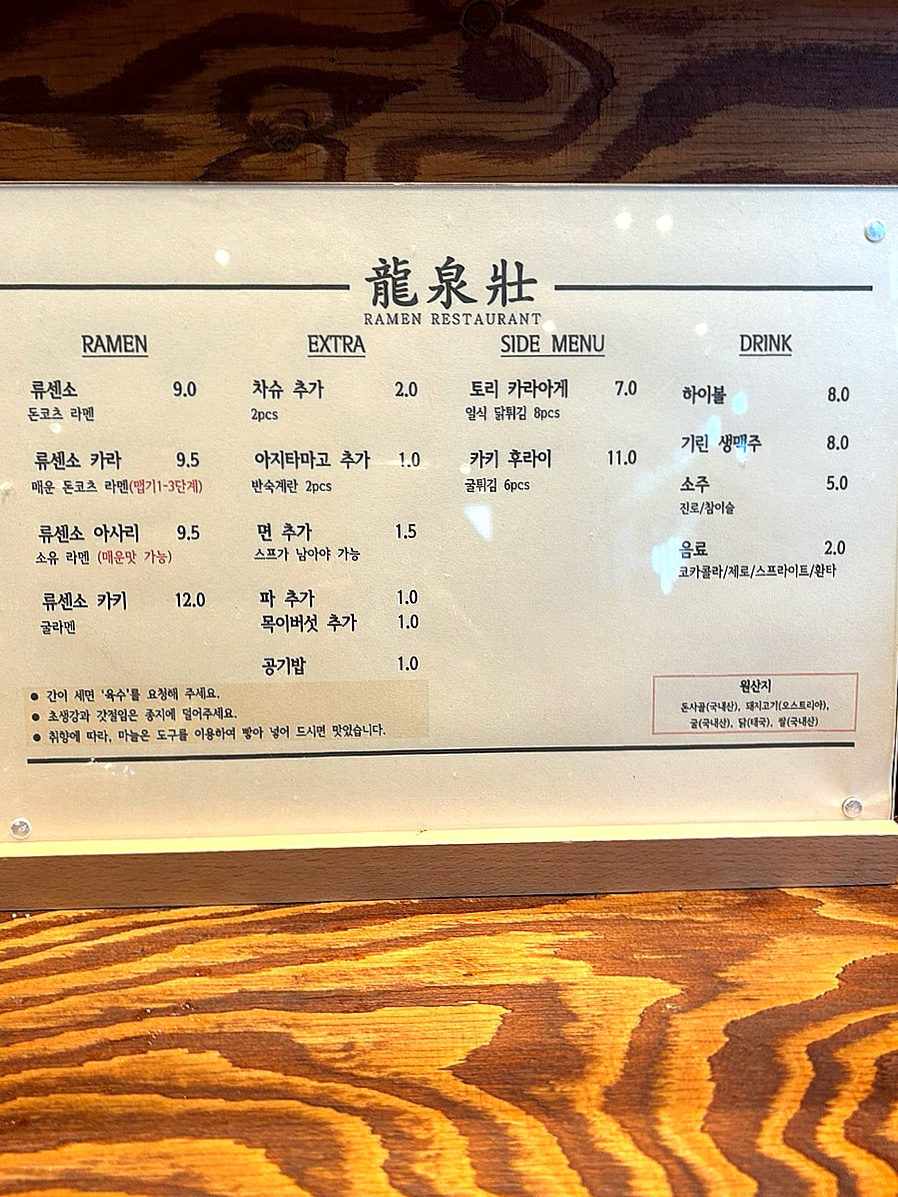 龍泉壯
RAMEN RESTAURANT
RAMEN
류센소 9.0
돈코츠 라멘
류센소 카라 9.5
매운 돈코츠 라멘(맵기1-3단계)
류센소 아사리 9.5
소유 라멘 (매운맛 가능)
류센소 카키 12.0
굴라멘
EXTRA
차슈 추가 2.0
2pcs
아지타마고 추가 1.0
반숙계란 2pcs
면 추가 1.5
스프가 남아야 가능
파 추가 1.0
목이버섯 추가 1.0
공기밥 1.0
SIDE MENU
토리 카라아게 7.0
일식 닭튀김 8pcs
카키 후라이 11.0
굴튀김 6pcs
DRINK
하이볼 8.0
기린 생맥주 8.0
소주 5.0
진로/참이슬
음료 2.0
코카콜라/제로/스프라이트/환타
• 간이 세면 '육수'를 요청해 주세요.
• 초생강과 갓절임은 종지에 덜어주세요.
• 취향에 따라, 마늘은 도구를 이용하여 빻아 넣어 드시면 맛있습니다.
원산지
돈사골(국내산), 돼지고기(오스트리아),
굴(국내산), 닭(태국), 쌀(국내산)